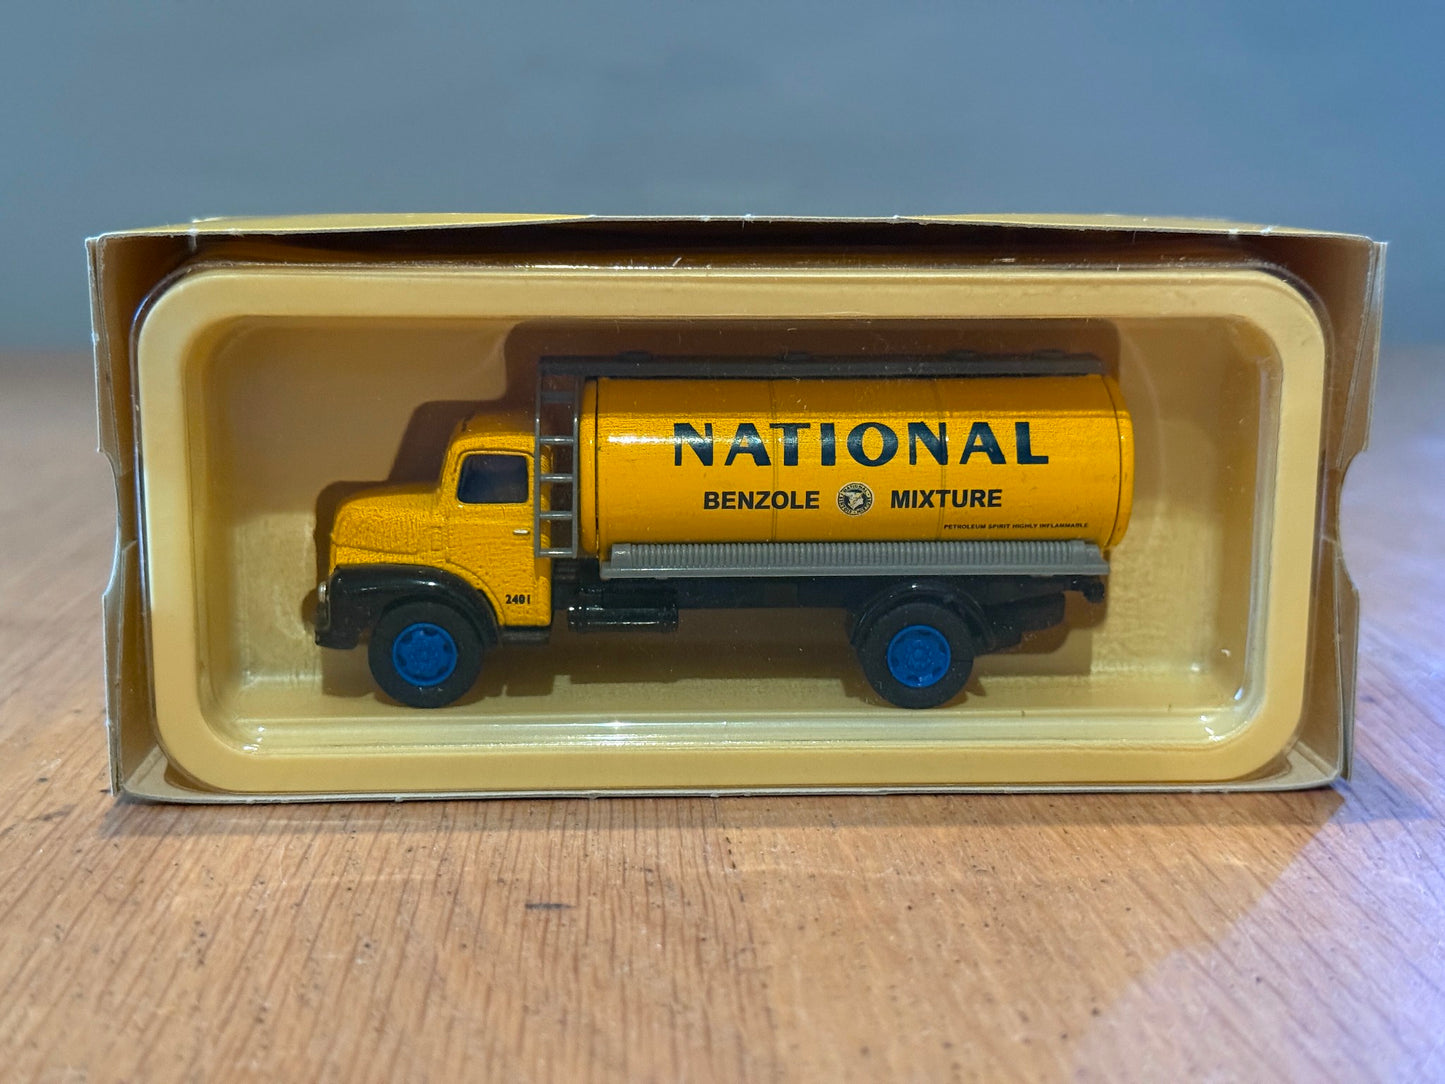 NATIONAL
BENZOLE MIXTURE
PETROLEUM SPIRIT HIGHLY INFLAMMABLE
2401